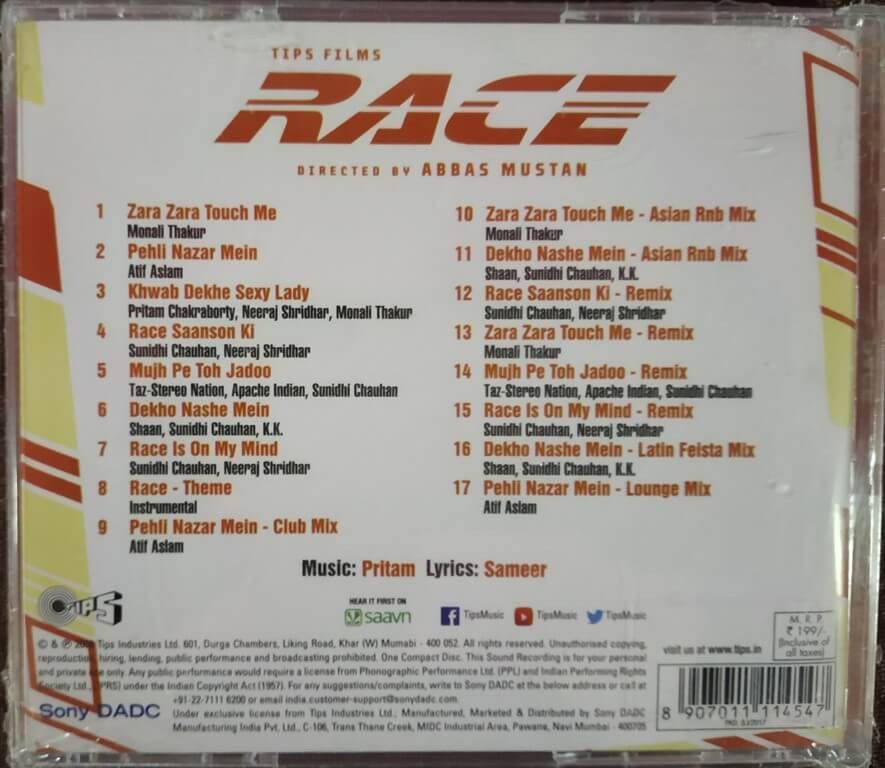 TIPS FILMS
RACE
DIRECTED BY ABBAS MUSTAN
1 Zara Zara Touch Me
Monali Thakur
2 Pehli Nazar Mein
Atif Aslam
3 Khwab Dekhe Sexy Lady
Pritam Chakraborty, Neeraj Shridhar, Monali Thakur
4 Race Saanson Ki
Sunidhi Chauhan, Neeraj Shridhar
5 Mujh Pe Toh Jadoo
Taz-Stereo Nation, Apache Indian, Sunidhi Chauhan
6 Dekho Nashe Mein
Shaan, Sunidhi Chauhan, K.K.
7 Race Is On My Mind
Sunidhi Chauhan, Neeraj Shridhar
8 Race - Theme
Instrumental
9 Pehli Nazar Mein - Club Mix
Atif Aslam
10 Zara Zara Touch Me - Asian Rnb Mix
Monali Thakur
11 Dekho Nashe Mein - Asian Rnb Mix
Shaan, Sunidhi Chauhan, K.K.
12 Race Saanson Ki - Remix
Sunidhi Chauhan, Neeraj Shridhar
13 Zara Zara Touch Me - Remix
Monali Thakur
14 Mujh Pe Toh Jadoo - Remix
Taz-Stereo Nation, Apache Indian, Sunidhi Chauhan
15 Race Is On My Mind - Remix
Sunidhi Chauhan, Neeraj Shridhar
16 Dekho Nashe Mein - Latin Feista Mix
Shaan, Sunidhi Chauhan, K.K.
17 Pehli Nazar Mein - Lounge Mix
Atif Aslam
Music: Pritam Lyrics: Sameer
TIPS
HEAR IT FIRST ON
saavn
TipsMusic TipsMusic TipsMusic
M. R. P.
₹ 199/-
(Inclusive of
all taxes)
© & ℗ Tips Industries Ltd. 601, Durga Chambers, Liking Road, Khar (W) Mumabi - 400 052. All rights reserved. Unauthorised copying,
reproduction, hiring, lending, public performance and broadcasting prohibited. One Compact Disc. This Sound Recording is for your personal
and private use only. Any public performance would require a license from Phonographic Performance Ltd. (PPL) and Indian Performing Rights
Society Ltd., (IPRS) under the Indian Copyright Act (1957). For any suggestions/complaints, write to Sony DADC at the below address or call at
+91-22-7111 6200 or email india.customer-support@sonydadc.com
Sony DADC
Under exclusive license from Tips Industries Ltd., Manufactured, Marketed & Distributed by Sony DADC
Manufacturing India Pvt. Ltd., C-106, Trans Thane Creek, MIDC Industrial Area, Pawane, Navi Mumbai - 400705
visit us at www.tips.in
8 907011 114547